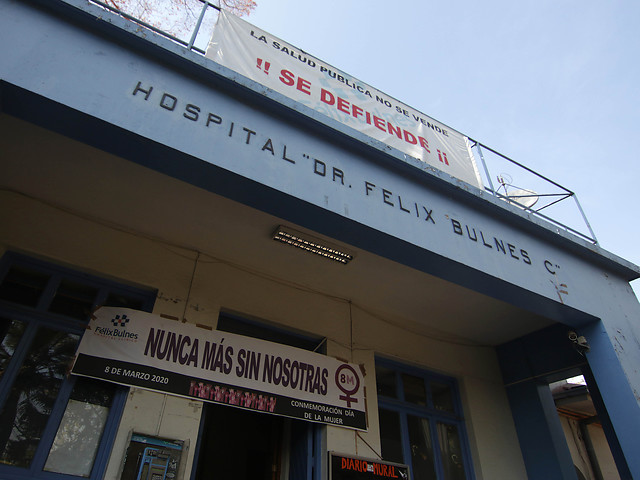 LA SALUD PUBLICA NO SE VENDE
!! SE DEFIENDE ¡¡
HOSPITAL "DR. FELIX BULNES C"
FélixBulnes
NUNCA MÁS SIN NOSOTRAS
8M
8 DE MARZO 2020
CONMEMORACIÓN DÍA
DE LA MUJER
DIARIO MURAL